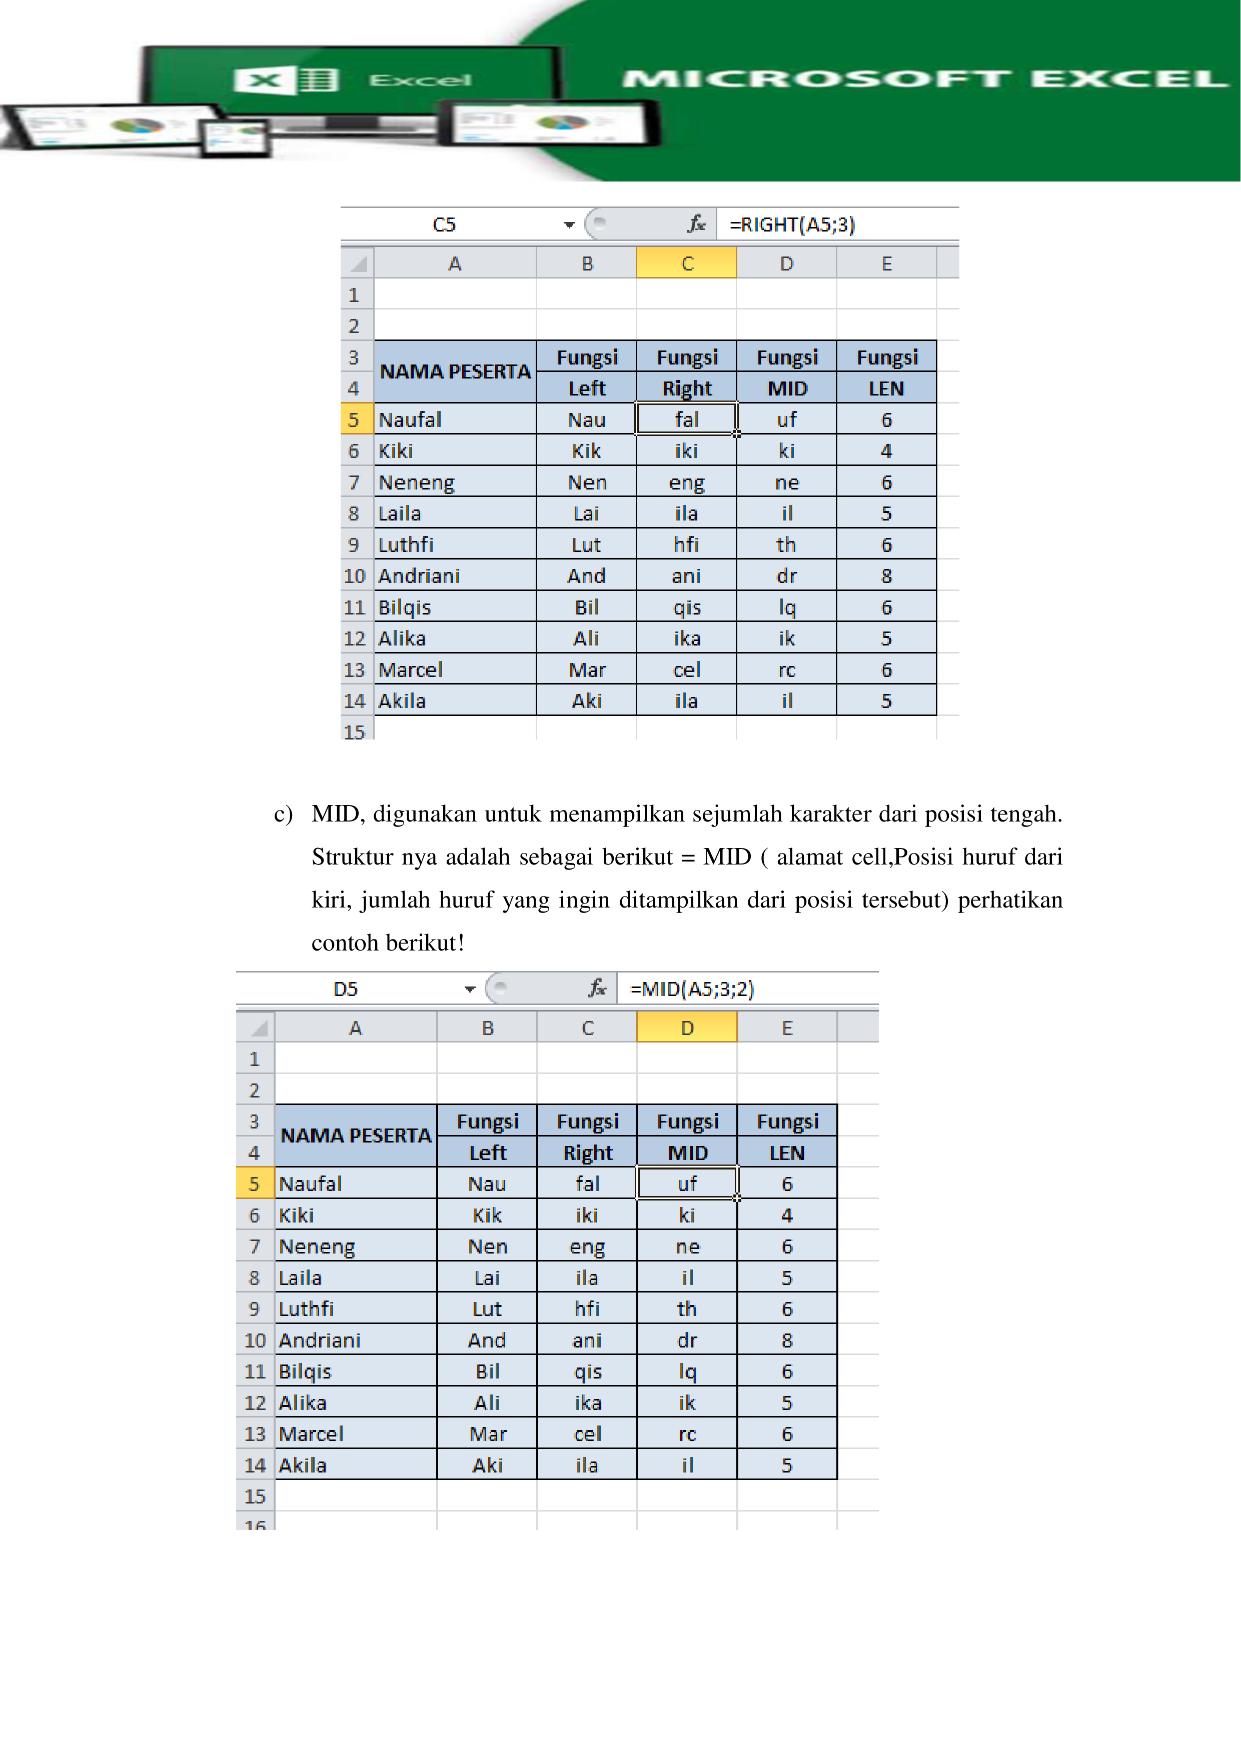 Excel
MICROSOFT EXCEL
C5 fx =RIGHT(A5;3)
A B C D E
1
2
3 NAMA PESERTA Fungsi Fungsi Fungsi Fungsi
4 Left Right MID LEN
5 Naufal Nau fal uf 6
6 Kiki Kik iki ki 4
7 Neneng Nen eng ne 6
8 Laila Lai ila il 5
9 Luthfi Lut hfi th 6
10 Andriani And ani dr 8
11 Bilqis Bil qis lq 6
12 Alika Ali ika ik 5
13 Marcel Mar cel rc 6
14 Akila Aki ila il 5
15
c) MID, digunakan untuk menampilkan sejumlah karakter dari posisi tengah.
Struktur nya adalah sebagai berikut = MID ( alamat cell,Posisi huruf dari
kiri, jumlah huruf yang ingin ditampilkan dari posisi tersebut) perhatikan
contoh berikut!
D5 fx =MID(A5;3;2)
A B C D E
1
2
3 NAMA PESERTA Fungsi Fungsi Fungsi Fungsi
4 Left Right MID LEN
5 Naufal Nau fal uf 6
6 Kiki Kik iki ki 4
7 Neneng Nen eng ne 6
8 Laila Lai ila il 5
9 Luthfi Lut hfi th 6
10 Andriani And ani dr 8
11 Bilqis Bil qis lq 6
12 Alika Ali ika ik 5
13 Marcel Mar cel rc 6
14 Akila Aki ila il 5
15
16